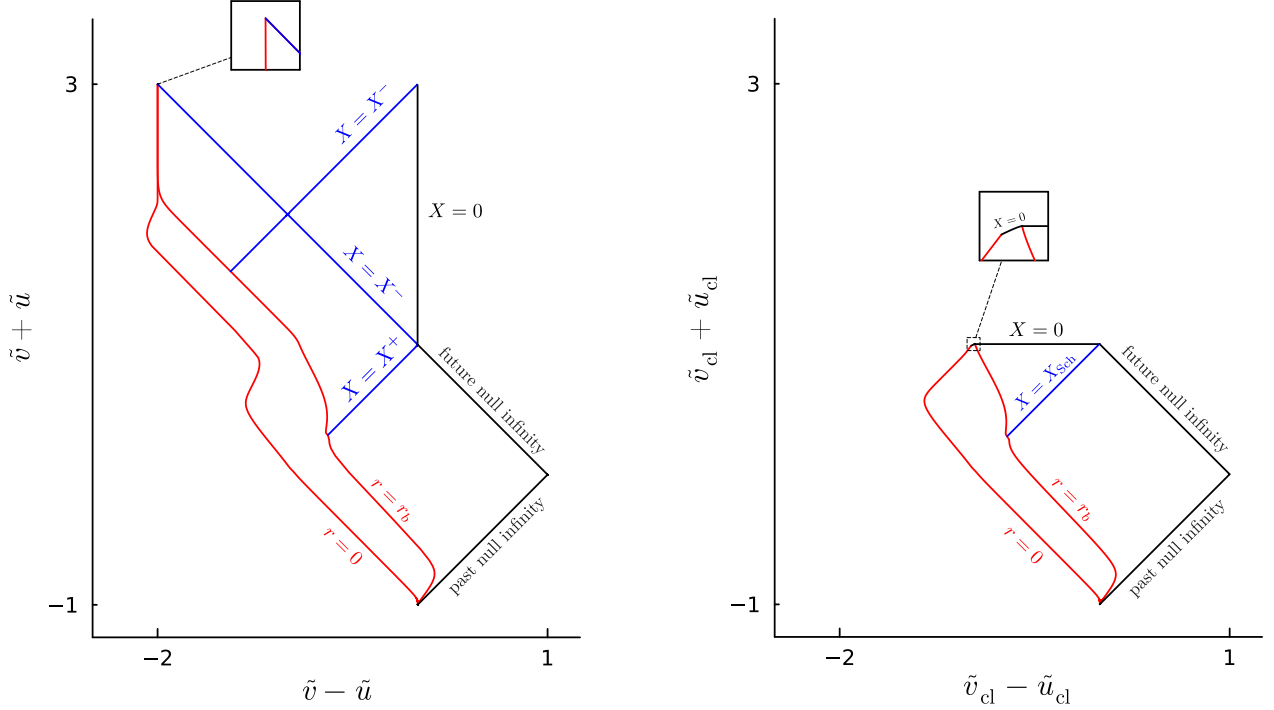 3
X = X⁻
X = 0
X = X⁻
X = X⁺
future null infinity
r = r_b
r = 0
past null infinity
−1
−2
1
ṽ + ũ
ṽ − ũ
3
X = 0
X = 0
X = X_Sch
future null infinity
r = r_b
r = 0
past null infinity
−1
−2
1
ṽ_cl + ũ_cl
ṽ_cl − ũ_cl